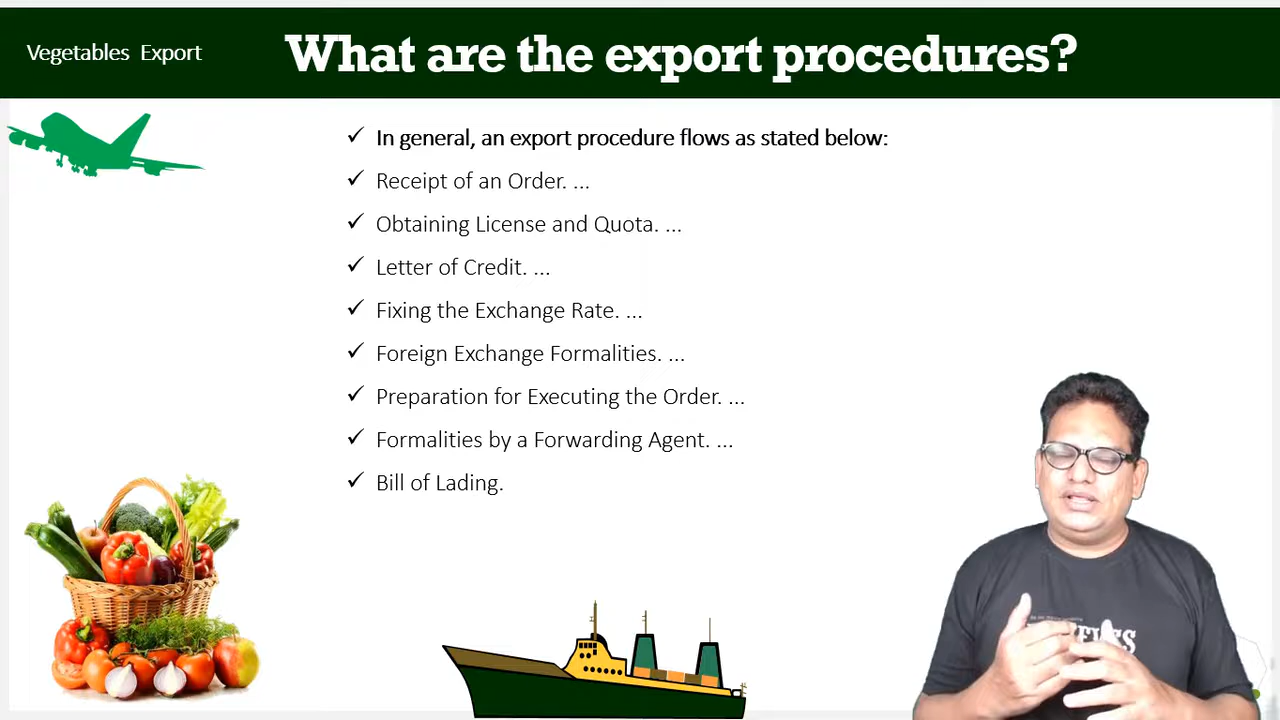 Vegetables Export
What are the export procedures?
In general, an export procedure flows as stated below:
Receipt of an Order. ...
Obtaining License and Quota. ...
Letter of Credit. ...
Fixing the Exchange Rate. ...
Foreign Exchange Formalities. ...
Preparation for Executing the Order. ...
Formalities by a Forwarding Agent. ...
Bill of Lading.